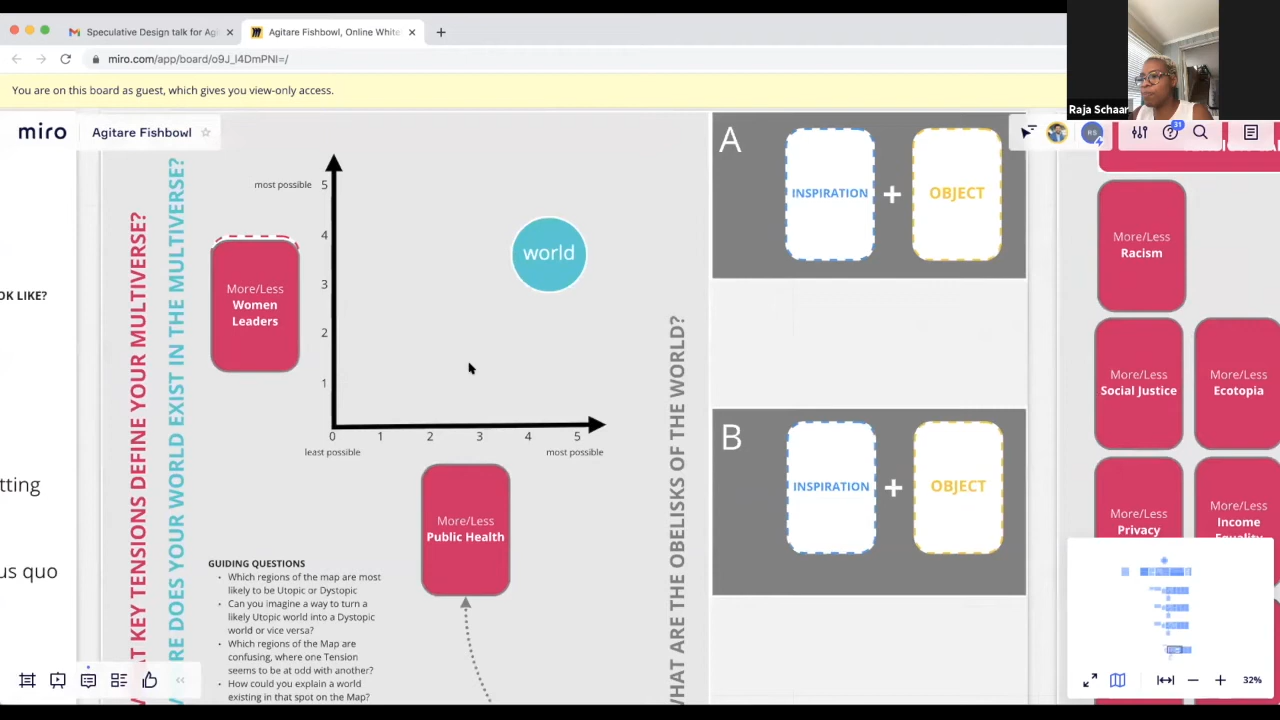 Speculative Design talk for Agi
Agitare Fishbowl, Online White
miro.com/app/board/o9J_l4DmPNI=/
You are on this board as guest, which gives you view-only access.
Raja Schaar
miro
Agitare Fishbowl
31
RS
OK LIKE?
tting
us quo
AT KEY TENSIONS DEFINE YOUR MULTIVERSE?
RE DOES YOUR WORLD EXIST IN THE MULTIVERSE?
most possible
5
4
3
2
1
0
1
2
3
4
5
least possible
most possible
world
More/Less
Women
Leaders
More/Less
Public Health
GUIDING QUESTIONS
• Which regions of the map are most
likely to be Utopic or Dystopic
• Can you imagine a way to turn a
likely Utopic world into a Dystopic
world or vice versa?
• Which regions of the Map are
confusing, where one Tension
seems to be at odd with another?
• How could you explain a world
existing in that spot on the Map?
HAT ARE THE OBELISKS OF THE WORLD?
A
INSPIRATION
+
OBJECT
B
INSPIRATION
+
OBJECT
More/Less
Racism
More/Less
Social Justice
More/Less
Ecotopia
More/Less
Privacy
More/Less
Income
Equality
32%